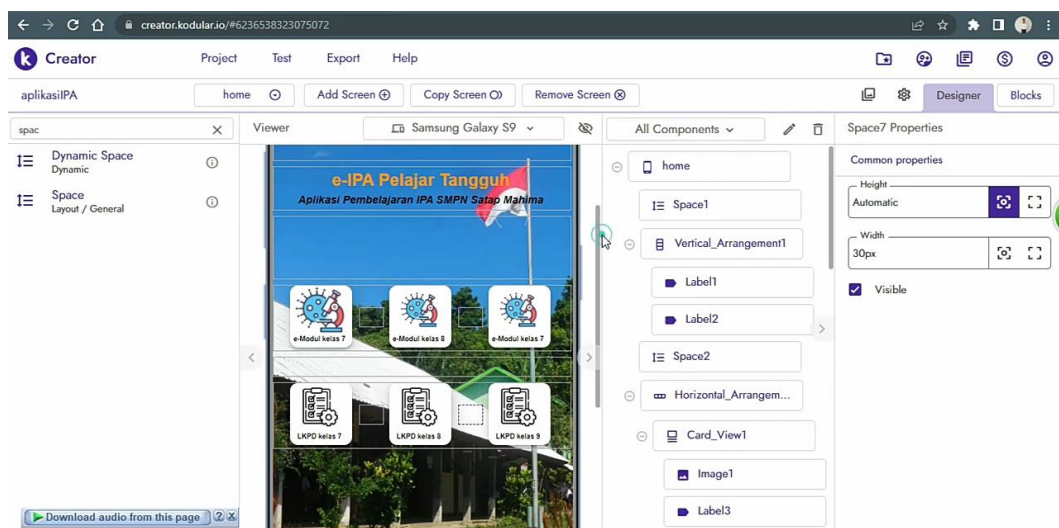 creator.kodular.io/#6236538323075072
Creator
Project
Test
Export
Help
aplikasiIPA
home
Add Screen
Copy Screen
Remove Screen
Designer
Blocks
spac
Viewer
Samsung Galaxy S9
All Components
Space7 Properties
Dynamic Space
Dynamic
Space
Layout / General
e-IPA Pelajar Tangguh
Aplikasi Pembelajaran IPA SMPN Satap Mahima
e-Modul kelas 7
e-Modul kelas 8
e-Modul kelas 7
LKPD kelas 7
LKPD kelas 8
LKPD kelas 9
home
Space1
Vertical_Arrangement1
Label1
Label2
Space2
Horizontal_Arrangem...
Card_View1
Image1
Label3
Common properties
Height
Automatic
Width
30px
Visible
Download audio from this page
? X